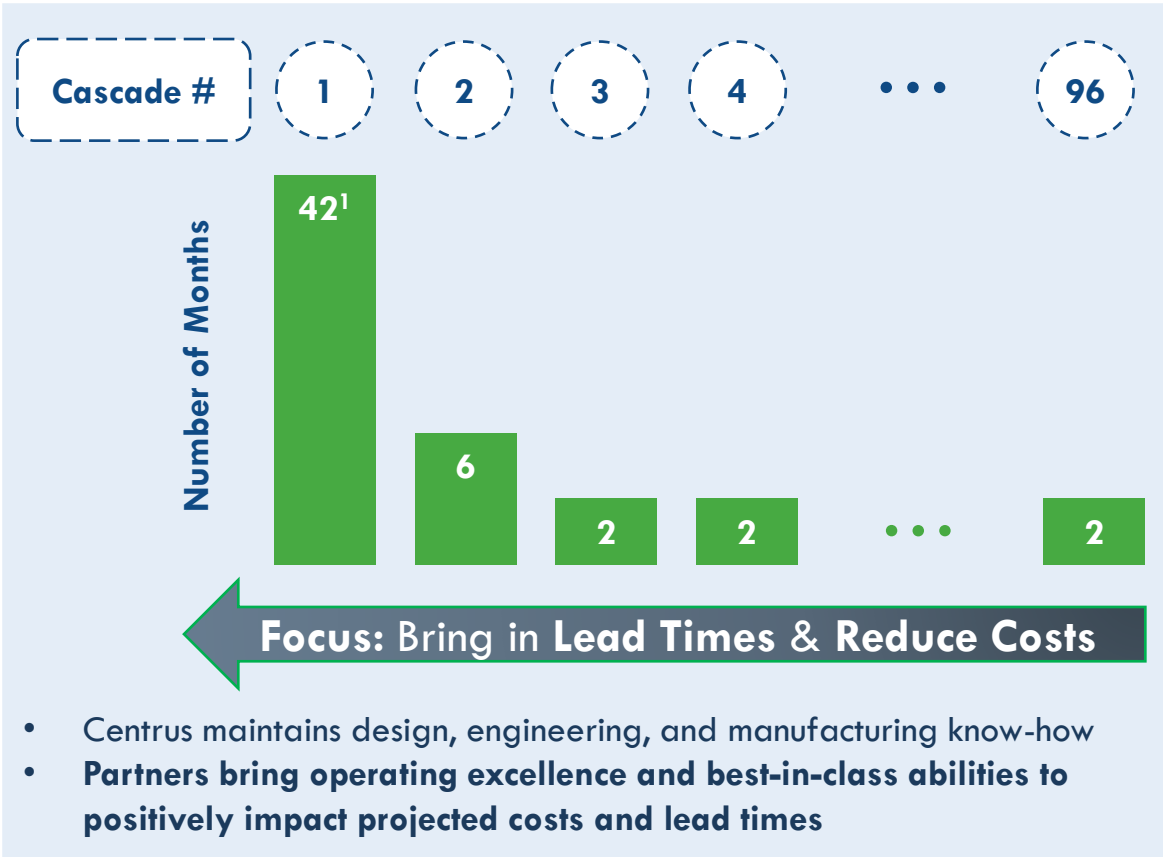 Cascade # 1 2 3 4 • • • 96
Number of Months
42¹
6
2 2 • • • 2
Focus: Bring in Lead Times & Reduce Costs
• Centrus maintains design, engineering, and manufacturing know-how
• Partners bring operating excellence and best-in-class abilities to
positively impact projected costs and lead times